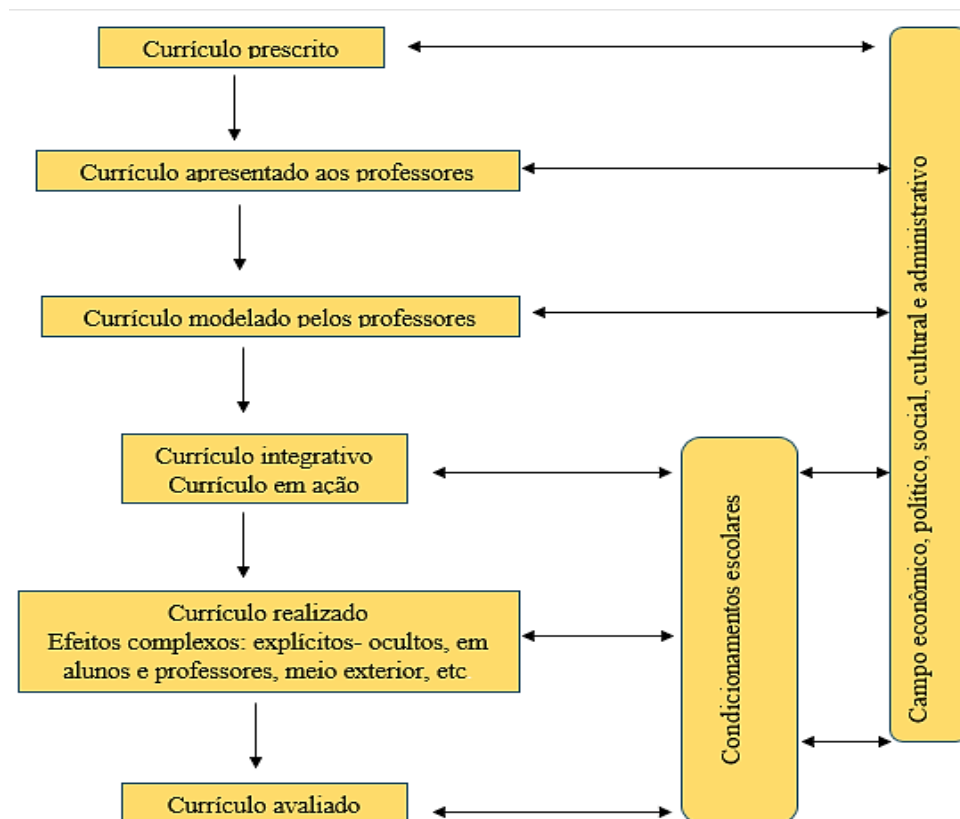 Currículo prescrito
Currículo apresentado aos professores
Currículo modelado pelos professores
Currículo integrativo
Currículo em ação
Currículo realizado
Efeitos complexos: explícitos- ocultos, em
alunos e professores, meio exterior, etc
Currículo avaliado
Condicionamentos escolares
Campo econômico, político, social, cultural e administrativo